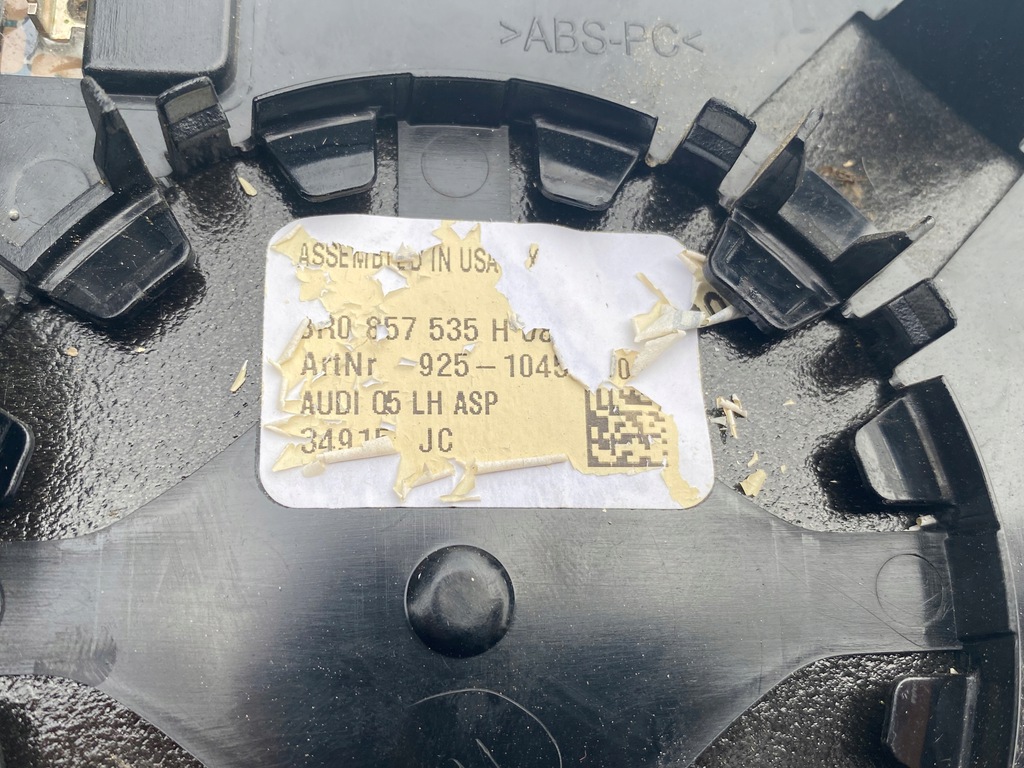 >ABS-PC<
ASSEMBLED IN USA
8R0 857 535 H
ArtNr 925-1045
AUDI Q5 LH ASP
JC